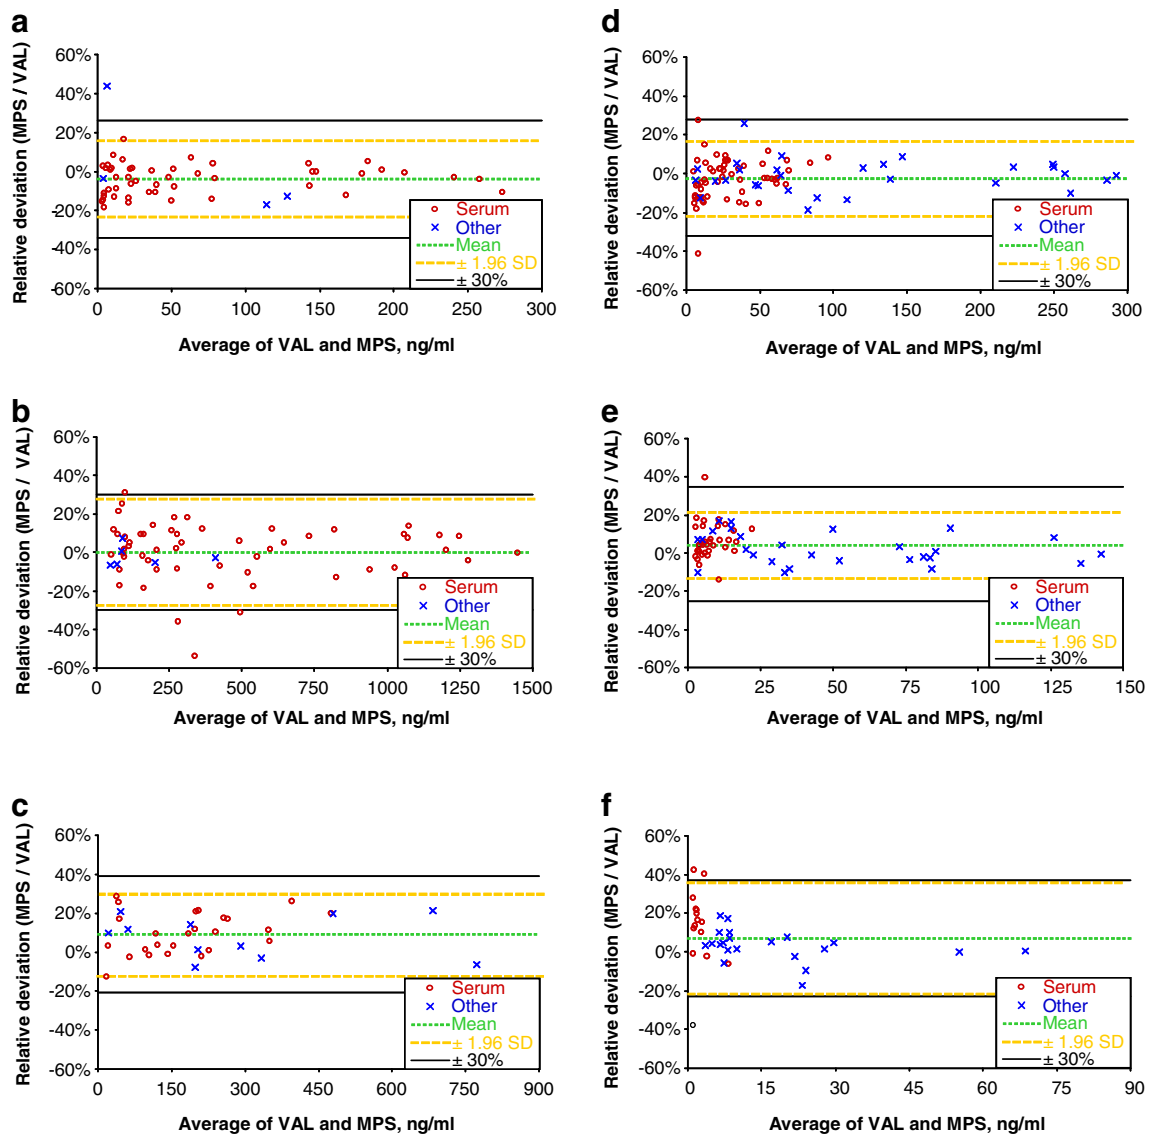 a
Relative deviation (MPS / VAL)
60%
40%
20%
0%
-20%
-40%
-60%
0 50 100 150 200 250 300
Average of VAL and MPS, ng/ml
Serum
Other
Mean
± 1.96 SD
± 30%
d
Relative deviation (MPS / VAL)
60%
40%
20%
0%
-20%
-40%
-60%
0 50 100 150 200 250 300
Average of VAL and MPS, ng/ml
Serum
Other
Mean
± 1.96 SD
± 30%
b
Relative deviation (MPS / VAL)
60%
40%
20%
0%
-20%
-40%
-60%
0 250 500 750 1000 1250 1500
Average of VAL and MPS, ng/ml
Serum
Other
Mean
± 1.96 SD
± 30%
e
Relative deviation (MPS / VAL)
60%
40%
20%
0%
-20%
-40%
-60%
0 25 50 75 100 125 150
Average of VAL and MPS, ng/ml
Serum
Other
Mean
± 1.96 SD
± 30%
c
Relative deviation (MPS / VAL)
60%
40%
20%
0%
-20%
-40%
-60%
0 150 300 450 600 750 900
Average of VAL and MPS, ng/ml
Serum
Other
Mean
± 1.96 SD
± 30%
f
Relative deviation (MPS / VAL)
60%
40%
20%
0%
-20%
-40%
-60%
0 15 30 45 60 75 90
Average of VAL and MPS, ng/ml
Serum
Other
Mean
± 1.96 SD
± 30%